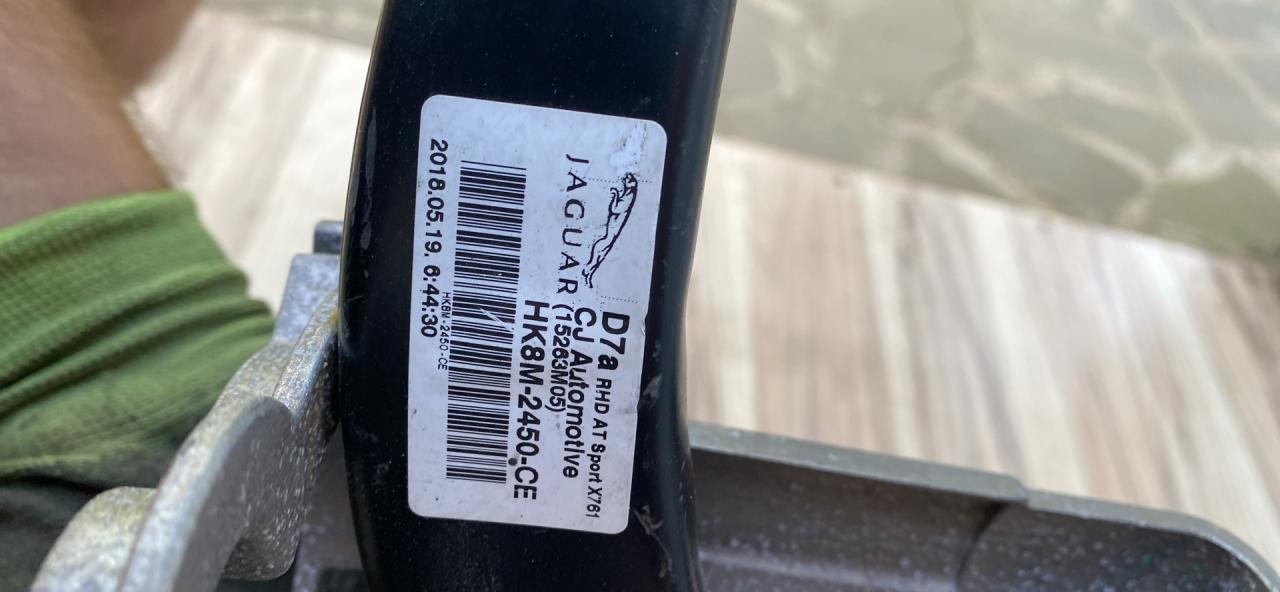 JAGUAR
D7a RHD AT Sport X761
CJ Automotive
(15263M05)
HK8M-2450-CE
HK8M-2450-CE
2018.05.19. 6:44:30